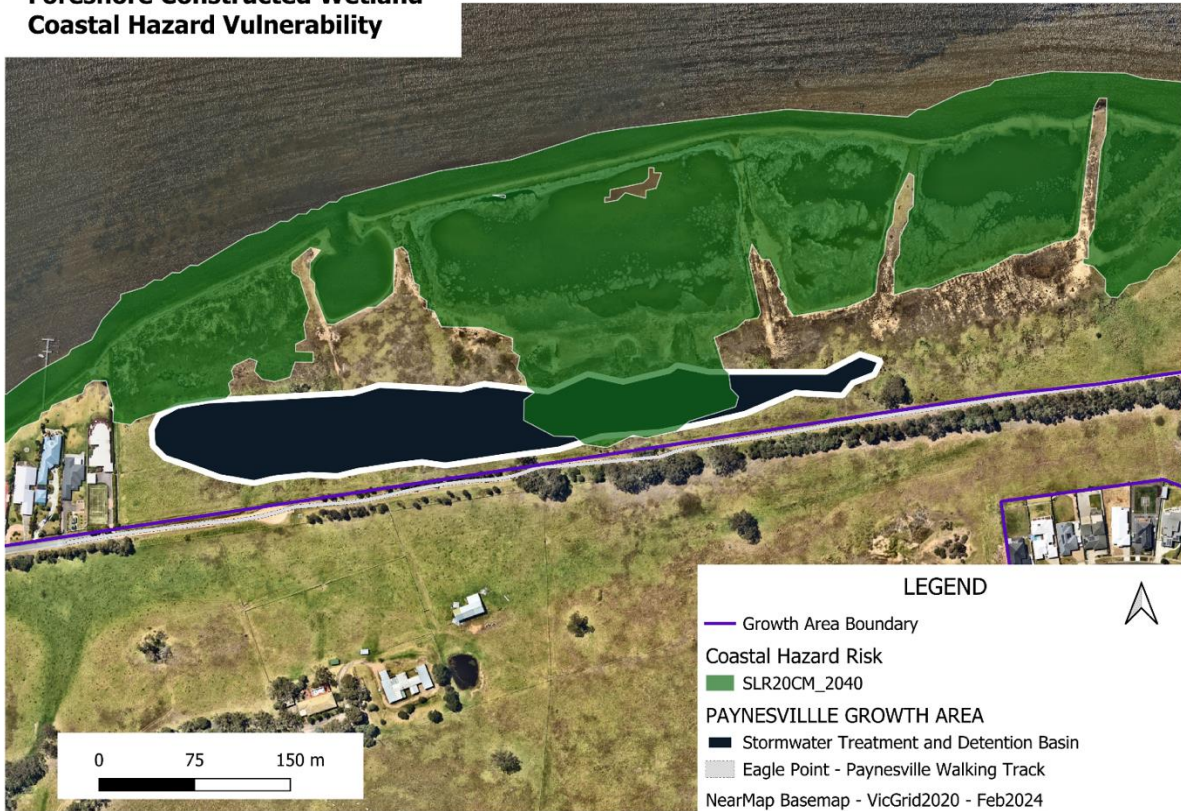 Foreshore Constructed Wetland
Coastal Hazard Vulnerability
LEGEND
Growth Area Boundary
Coastal Hazard Risk
SLR20CM_2040
PAYNESVILLLE GROWTH AREA
Stormwater Treatment and Detention Basin
Eagle Point - Paynesville Walking Track
NearMap Basemap - VicGrid2020 - Feb2024
0 75 150 m